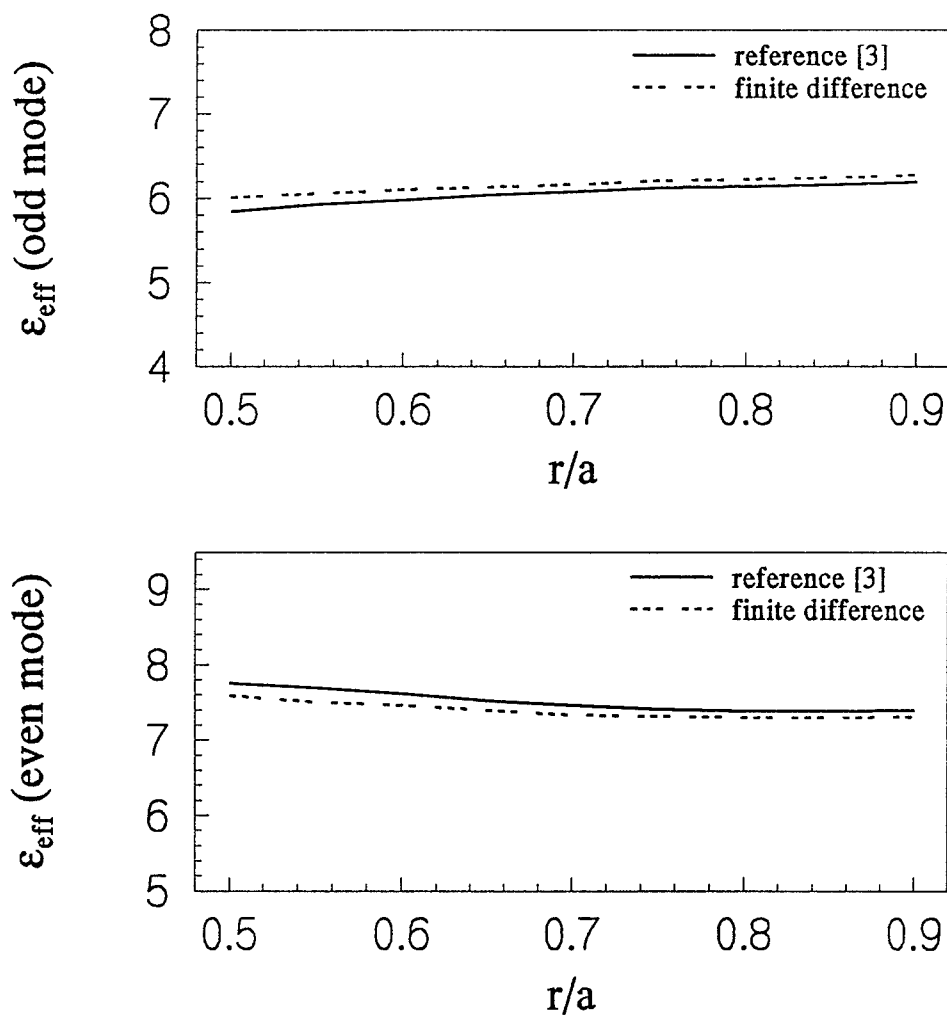 8
7
6
5
4
ε_eff (odd mode)
reference [3]
finite difference
0.5 0.6 0.7 0.8 0.9
r/a
9
8
7
6
5
ε_eff (even mode)
reference [3]
finite difference
0.5 0.6 0.7 0.8 0.9
r/a